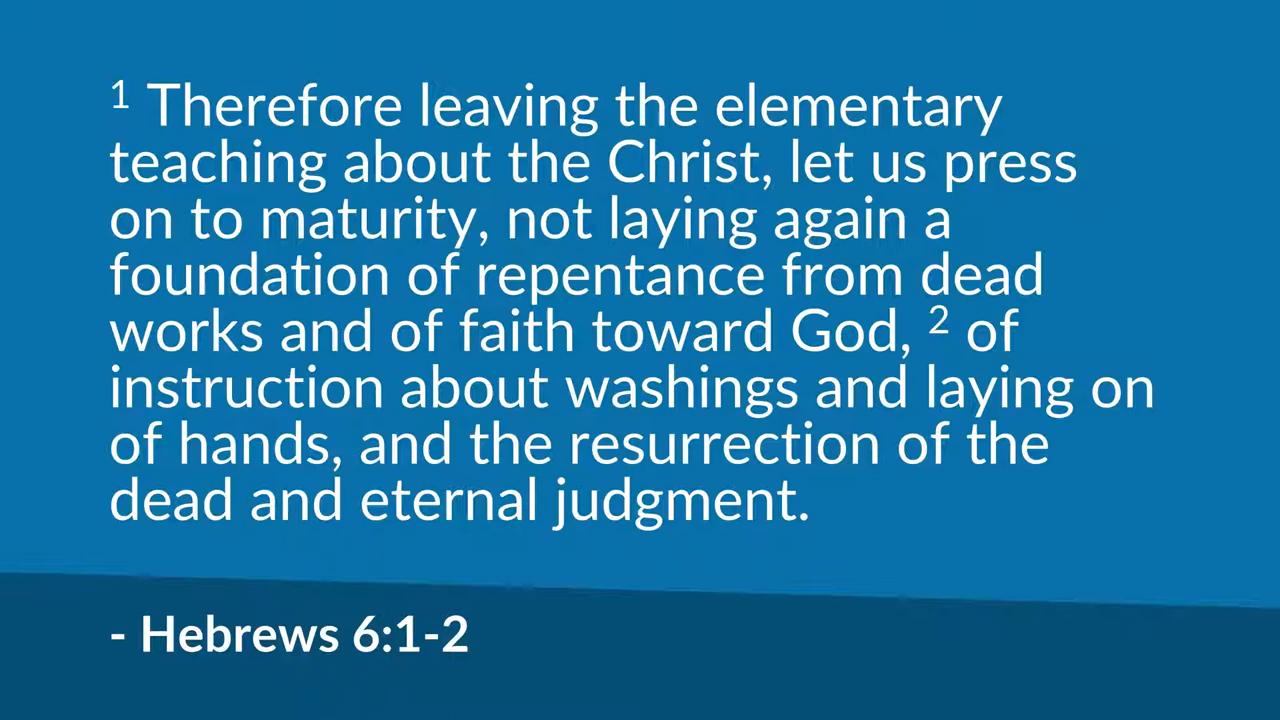 1 Therefore leaving the elementary
teaching about the Christ, let us press
on to maturity, not laying again a
foundation of repentance from dead
works and of faith toward God, 2 of
instruction about washings and laying on
of hands, and the resurrection of the
dead and eternal judgment.
- Hebrews 6:1-2